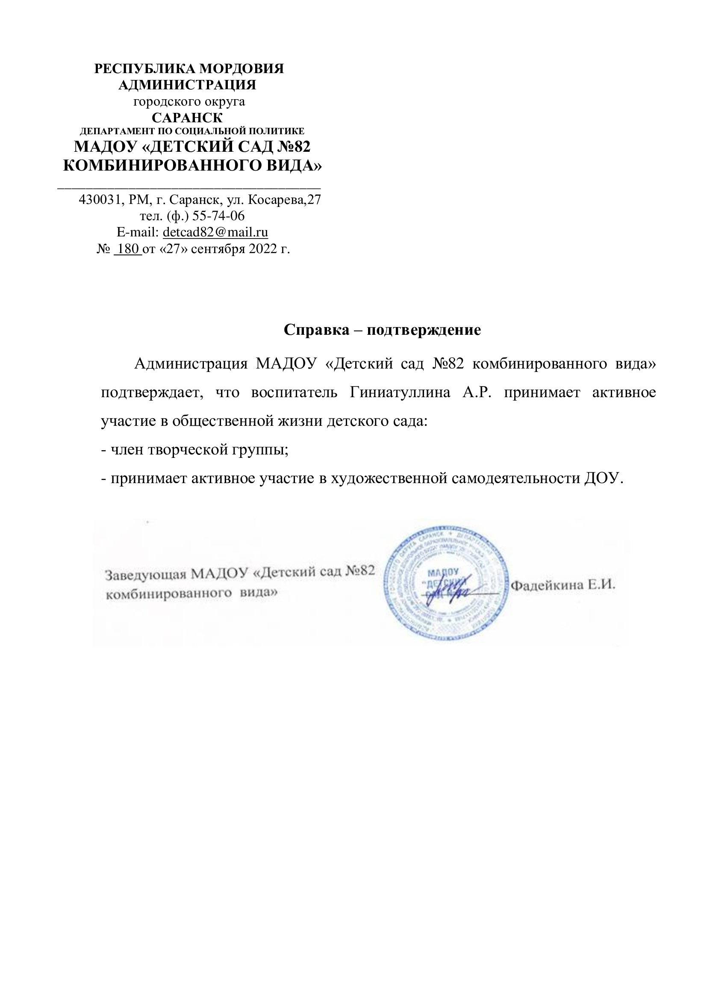 РЕСПУБЛИКА МОРДОВИЯ
АДМИНИСТРАЦИЯ
городского округа
САРАНСК
ДЕПАРТАМЕНТ ПО СОЦИАЛЬНОЙ ПОЛИТИКЕ
МАДОУ «ДЕТСКИЙ САД №82
КОМБИНИРОВАННОГО ВИДА»
430031, РМ, г. Саранск, ул. Косарева,27
тел. (ф.) 55-74-06
E-mail: detcad82@mail.ru
№ 180 от «27» сентября 2022 г.
Справка – подтверждение
Администрация МАДОУ «Детский сад №82 комбинированного вида»
подтверждает, что воспитатель Гиниатуллина А.Р. принимает активное
участие в общественной жизни детского сада:
- член творческой группы;
- принимает активное участие в художественной самодеятельности ДОУ.
Заведующая МАДОУ «Детский сад №82
комбинированного вида»
МАДОУ
"ДЕТСКИЙ
САД
Фадейкина Е.И.